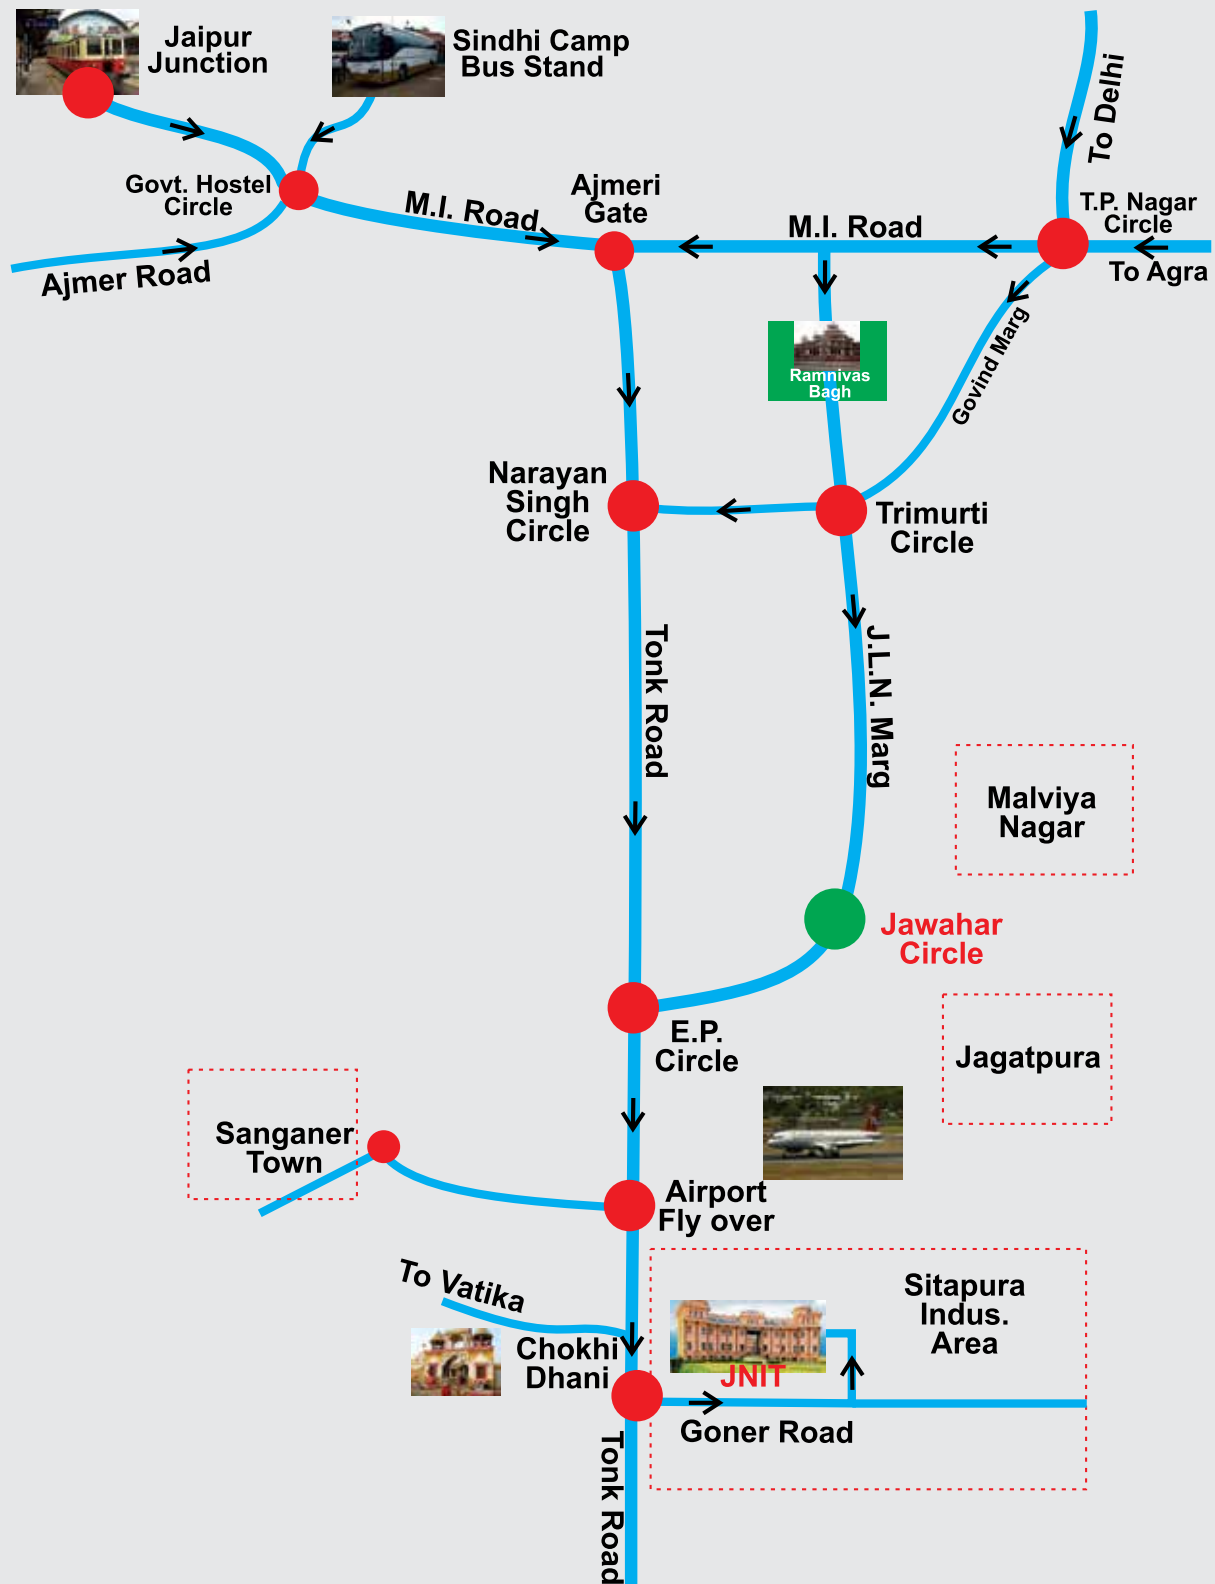 Jaipur
Junction
Sindhi Camp
Bus Stand
To Delhi
Govt. Hostel
Circle
M.I. Road
Ajmeri
Gate
M.I. Road
T.P. Nagar
Circle
Ajmer Road
To Agra
Govind Marg
Ramnivas
Bagh
Narayan
Singh
Circle
Trimurti
Circle
Tonk Road
J.L.N. Marg
Malviya
Nagar
Jawahar
Circle
E.P.
Circle
Jagatpura
Sanganer
Town
Airport
Fly over
To Vatika
Sitapura
Indus.
Area
Chokhi
Dhani
JNIT
Goner Road
Tonk Road